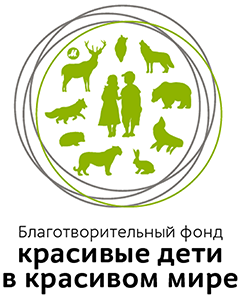 Благотворительный фонд
красивые дети
в красивом мире